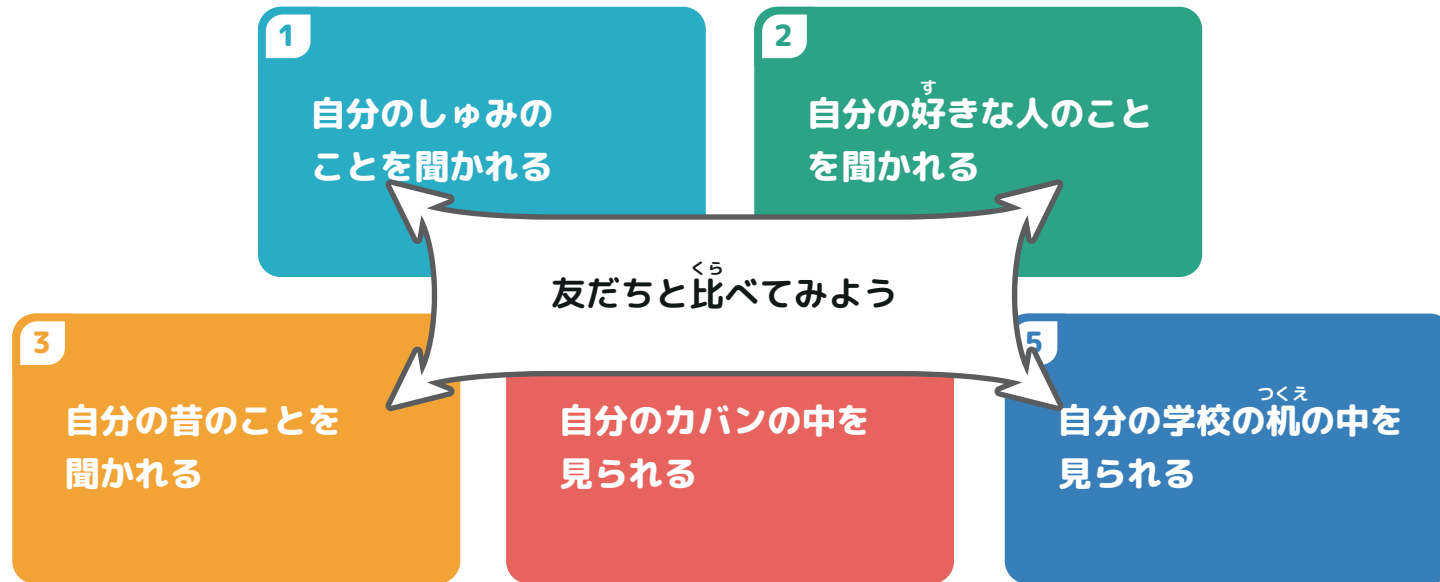 1
自分のしゅみの
ことを聞かれる
2
自分の好きな人のこと
す
を聞かれる
友だちと比べてみよう
くら
3
自分の昔のことを
聞かれる
自分のカバンの中を
見られる
5
自分の学校の机の中を
つくえ
見られる